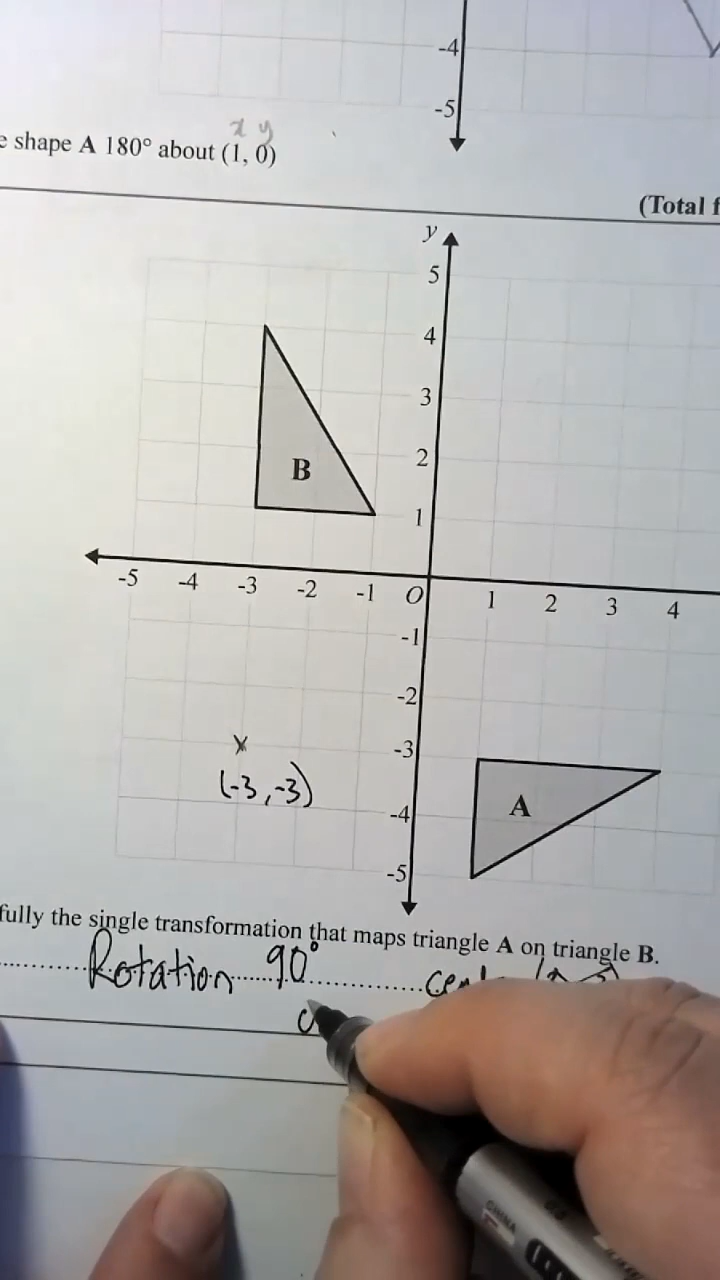 -4
-5
x y
e shape A 180° about (1, 0)
(Total f
y
5
4
3
B
2
1
-5 -4 -3 -2 -1 O 1 2 3 4
-1
-2
-3
(-3,-3)
A
-4
-5
fully the single transformation that maps triangle A on triangle B.
Rotation 90°
CHINA